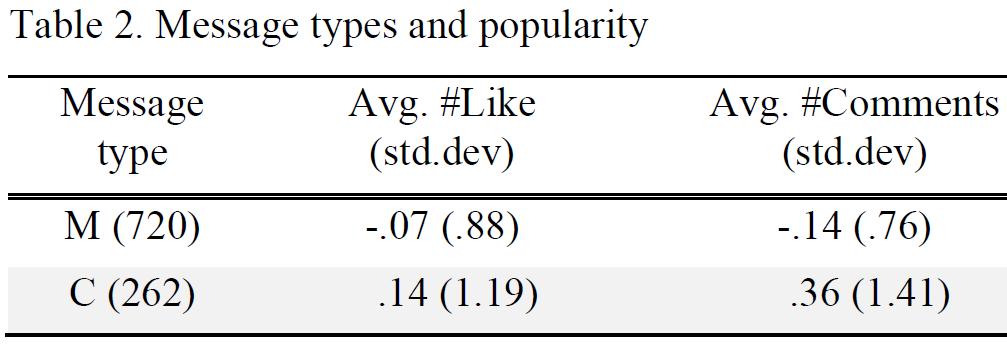 Table 2. Message types and popularity
Message type Avg. #Like (std.dev) Avg. #Comments (std.dev)
M (720) -.07 (.88) -.14 (.76)
C (262) .14 (1.19) .36 (1.41)